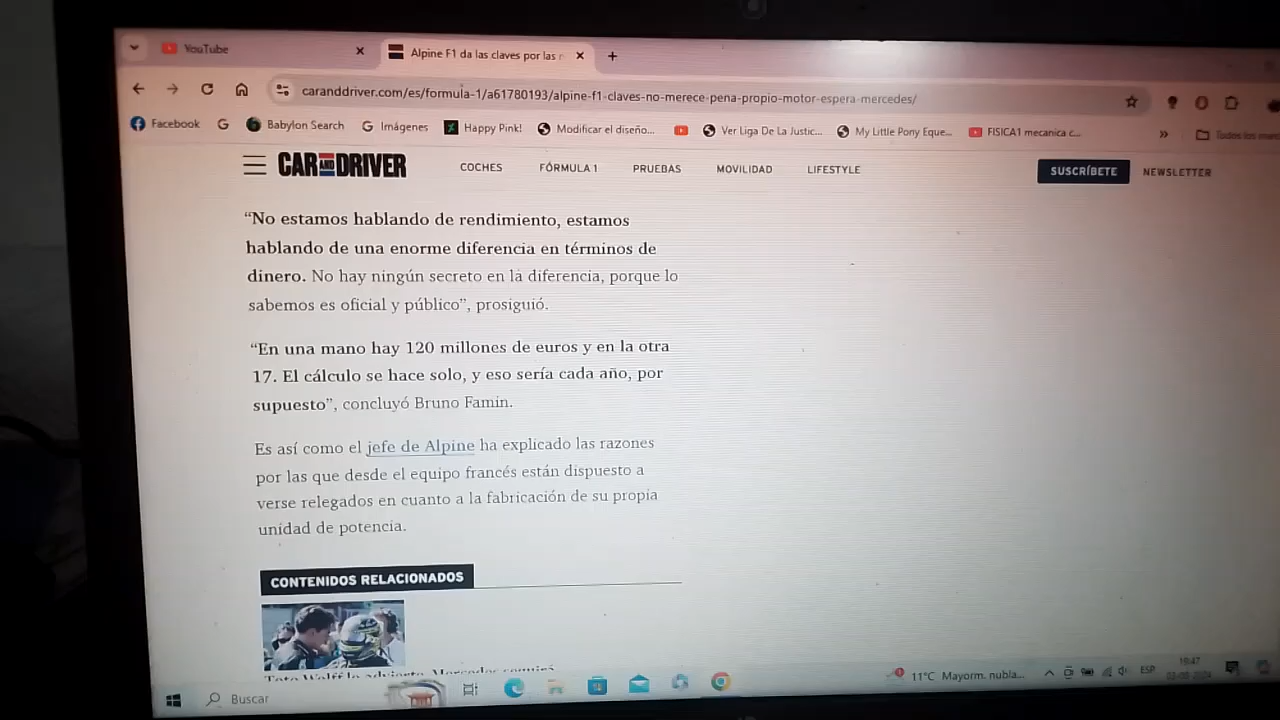 YouTube
Alpine F1 da las claves por las r
caranddriver.com/es/formula-1/a61780193/alpine-f1-claves-no-merece-pena-propio-motor-espera-mercedes/
Facebook G Babylon Search Imágenes Happy Pink! Modificar el diseño... Ver Liga De La Justic... My Little Pony Eque... FISICA1 mecanica c... »
CAR AND DRIVER COCHES FÓRMULA 1 PRUEBAS MOVILIDAD LIFESTYLE SUSCRÍBETE NEWSLETTER
“No estamos hablando de rendimiento, estamos
hablando de una enorme diferencia en términos de
dinero. No hay ningún secreto en la diferencia, porque lo
sabemos es oficial y público”, prosiguió.
“En una mano hay 120 millones de euros y en la otra
17. El cálculo se hace solo, y eso sería cada año, por
supuesto”, concluyó Bruno Famin.
Es así como el jefe de Alpine ha explicado las razones
por las que desde el equipo francés están dispuesto a
verse relegados en cuanto a la fabricación de su propia
unidad de potencia.
CONTENIDOS RELACIONADOS
Buscar
11°C Mayorm. nubla... ESP